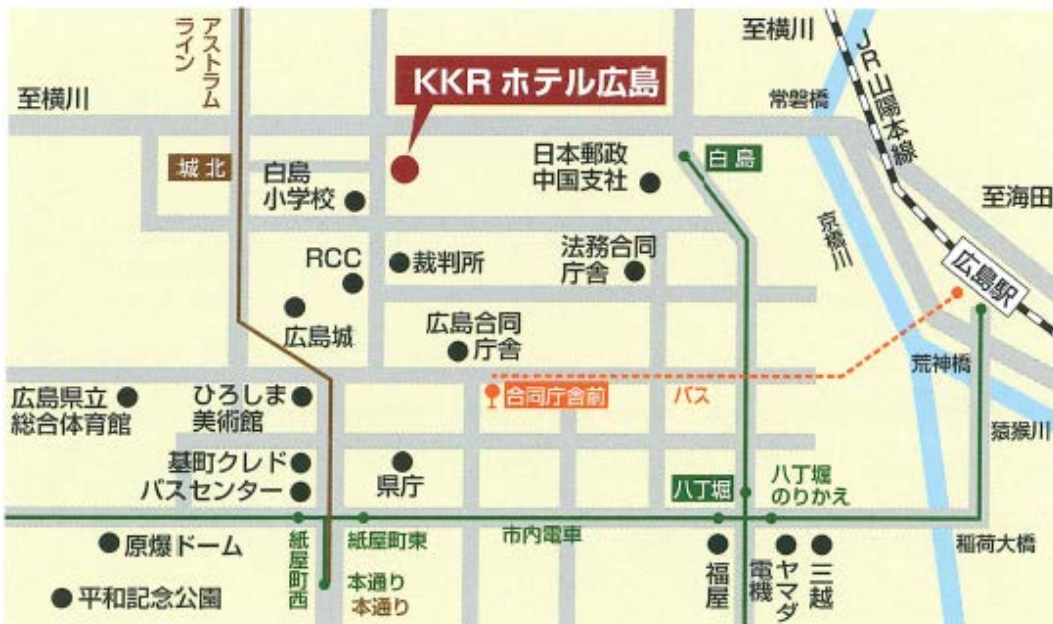 アストラム
ライン
至横川
至横川
JR山陽本線
KKR ホテル広島
至横川
常磐橋
城北
白島
小学校
日本郵政
中国支社
白島
至海田
京橋川
RCC
裁判所
法務合同
庁舎
広島駅
広島城
広島合同
庁舎
荒神橋
広島県立
総合体育館
ひろしま
美術館
合同庁舎前
バス
猿猴川
基町クレド
バスセンター
県庁
八丁堀
八丁堀
のりかえ
紙屋町西
紙屋町東
市内電車
稲荷大橋
原爆ドーム
本通り
本通り
福屋
ヤマダ
電機
三越
平和記念公園